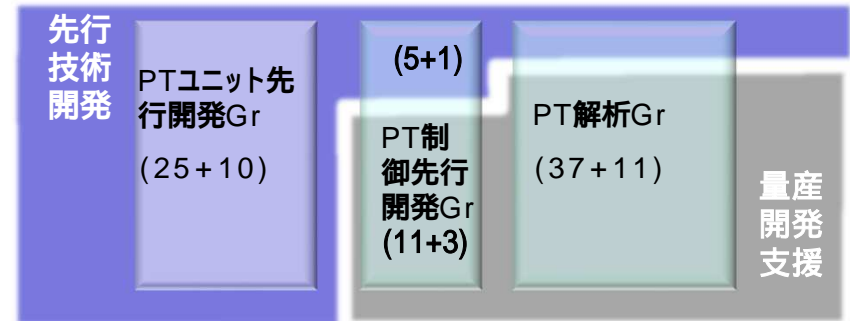 先行
技術
開発
PTユニット先
行開発Gr
(25+10)
(5+1)
PT制
御先行
開発Gr
(11+3)
PT解析Gr
(37+11)
量産
開発
支援